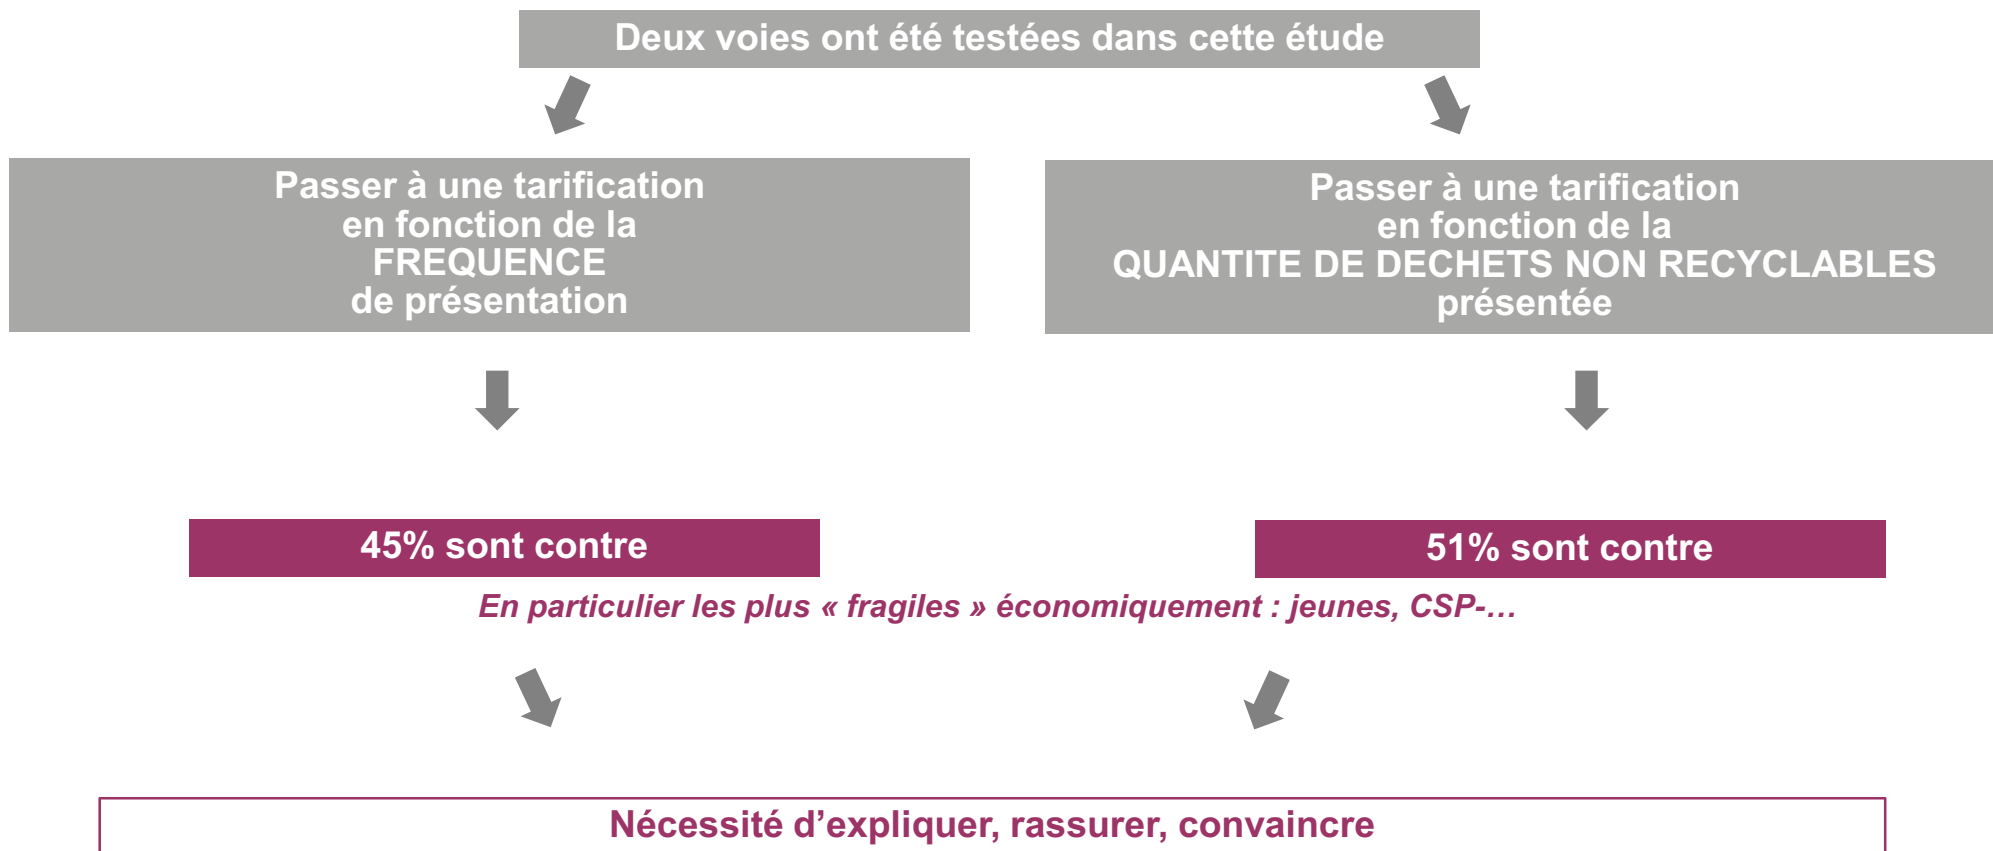 Deux voies ont été testées dans cette étude
Passer à une tarification
en fonction de la
FREQUENCE
de présentation
Passer à une tarification
en fonction de la
QUANTITE DE DECHETS NON RECYCLABLES
présentée
45% sont contre
51% sont contre
En particulier les plus « fragiles » économiquement : jeunes, CSP-…
Nécessité d’expliquer, rassurer, convaincre